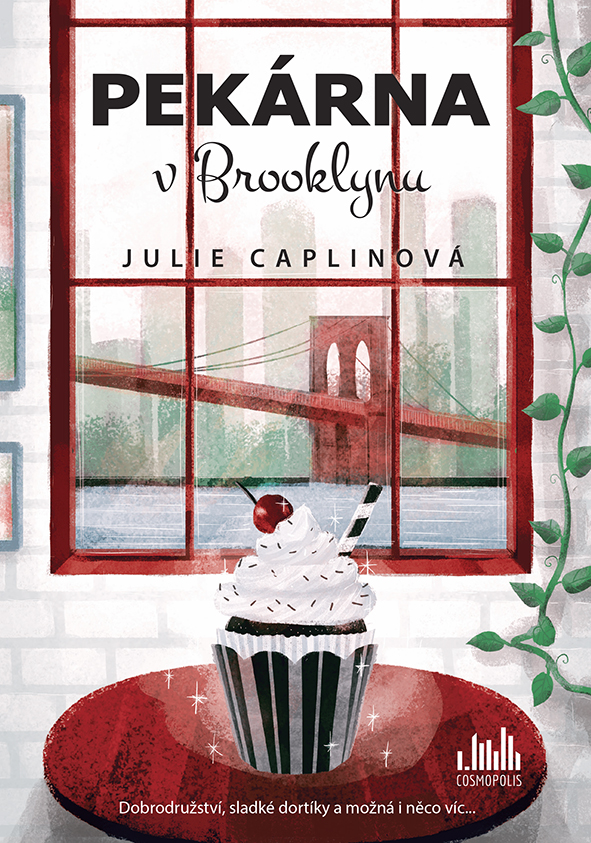 PEKÁRNA
v Brooklynu
JULIE CAPLINOVÁ
COSMOPOLIS
Dobrodružství, sladké dortíky a možná i něco víc...